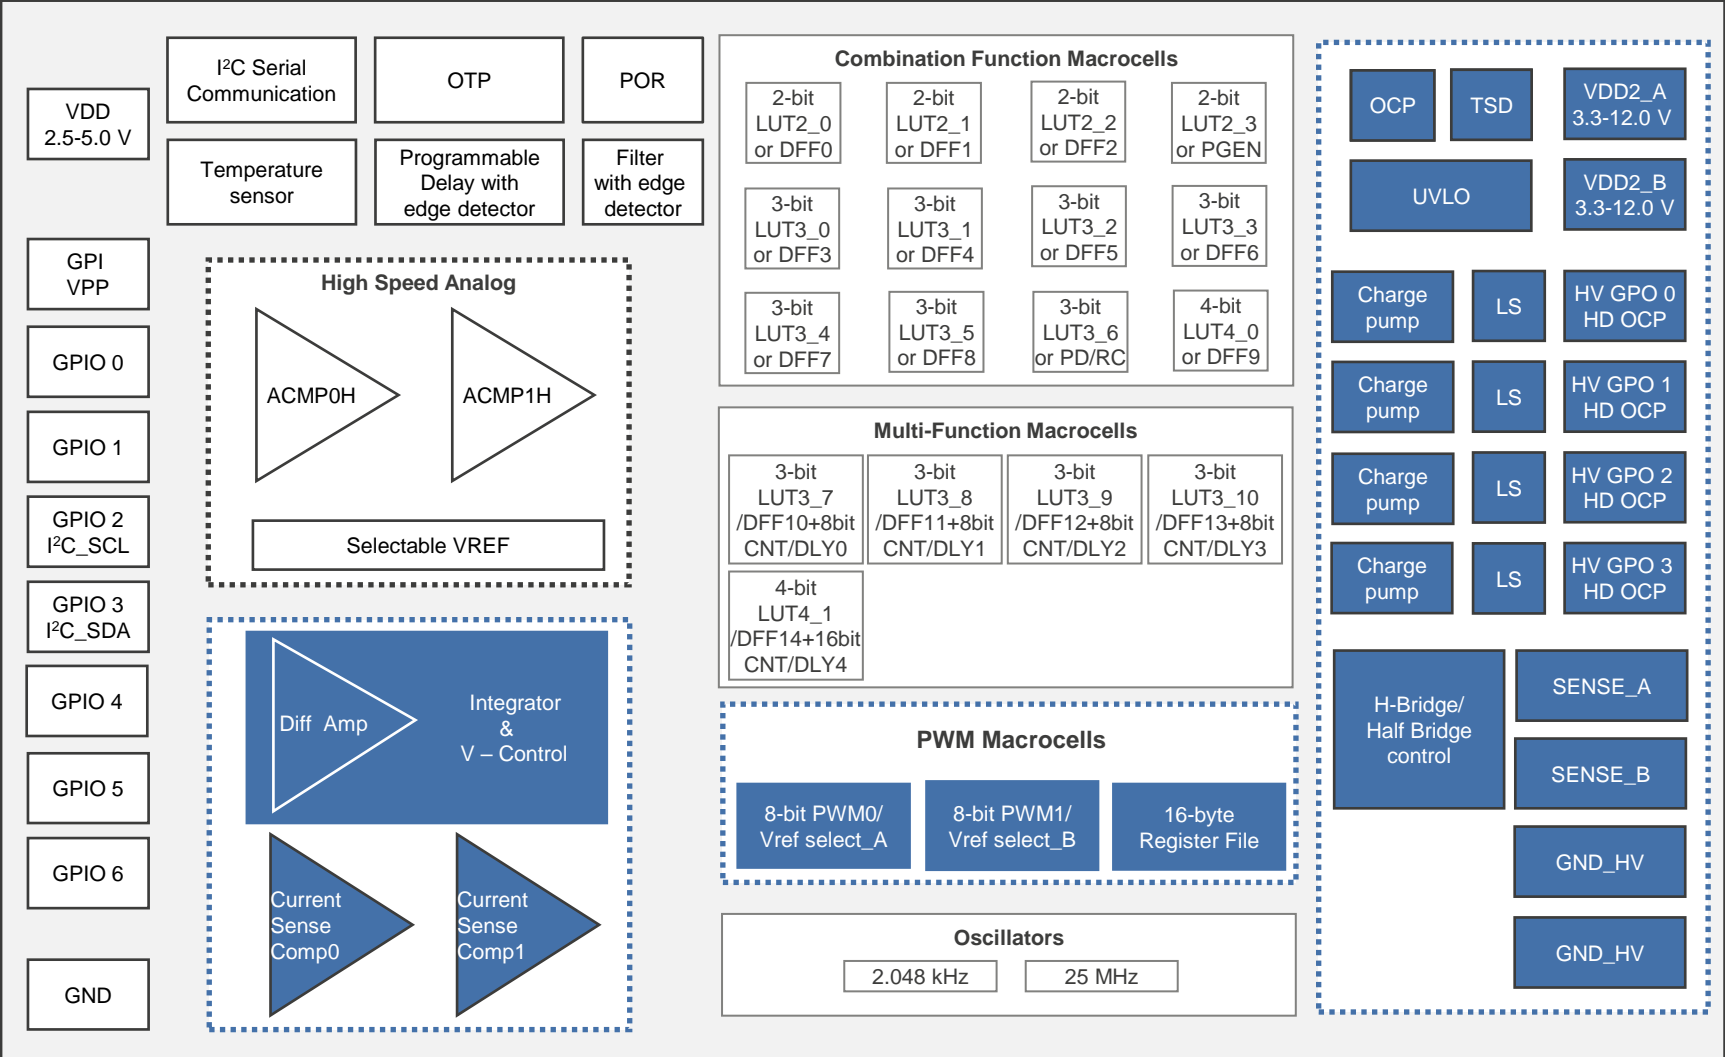 VDD
2.5-5.0 V
GPI
VPP
GPIO 0
GPIO 1
GPIO 2
I²C_SCL
GPIO 3
I²C_SDA
GPIO 4
GPIO 5
GPIO 6
GND
I²C Serial
Communication
OTP
POR
Temperature
sensor
Programmable
Delay with
edge detector
Filter
with edge
detector
High Speed Analog
ACMP0H
ACMP1H
Selectable VREF
Diff Amp
Integrator
&
V – Control
Current
Sense
Comp0
Current
Sense
Comp1
Combination Function Macrocells
2-bit
LUT2_0
or DFF0
2-bit
LUT2_1
or DFF1
2-bit
LUT2_2
or DFF2
2-bit
LUT2_3
or PGEN
3-bit
LUT3_0
or DFF3
3-bit
LUT3_1
or DFF4
3-bit
LUT3_2
or DFF5
3-bit
LUT3_3
or DFF6
3-bit
LUT3_4
or DFF7
3-bit
LUT3_5
or DFF8
3-bit
LUT3_6
or PD/RC
4-bit
LUT4_0
or DFF9
Multi-Function Macrocells
3-bit
LUT3_7
/DFF10+8bit
CNT/DLY0
3-bit
LUT3_8
/DFF11+8bit
CNT/DLY1
3-bit
LUT3_9
/DFF12+8bit
CNT/DLY2
3-bit
LUT3_10
/DFF13+8bit
CNT/DLY3
4-bit
LUT4_1
/DFF14+16bit
CNT/DLY4
PWM Macrocells
8-bit PWM0/
Vref select_A
8-bit PWM1/
Vref select_B
16-byte
Register File
Oscillators
2.048 kHz
25 MHz
OCP
TSD
VDD2_A
3.3-12.0 V
UVLO
VDD2_B
3.3-12.0 V
Charge
pump
LS
HV GPO 0
HD OCP
Charge
pump
LS
HV GPO 1
HD OCP
Charge
pump
LS
HV GPO 2
HD OCP
Charge
pump
LS
HV GPO 3
HD OCP
H-Bridge/
Half Bridge
control
SENSE_A
SENSE_B
GND_HV
GND_HV